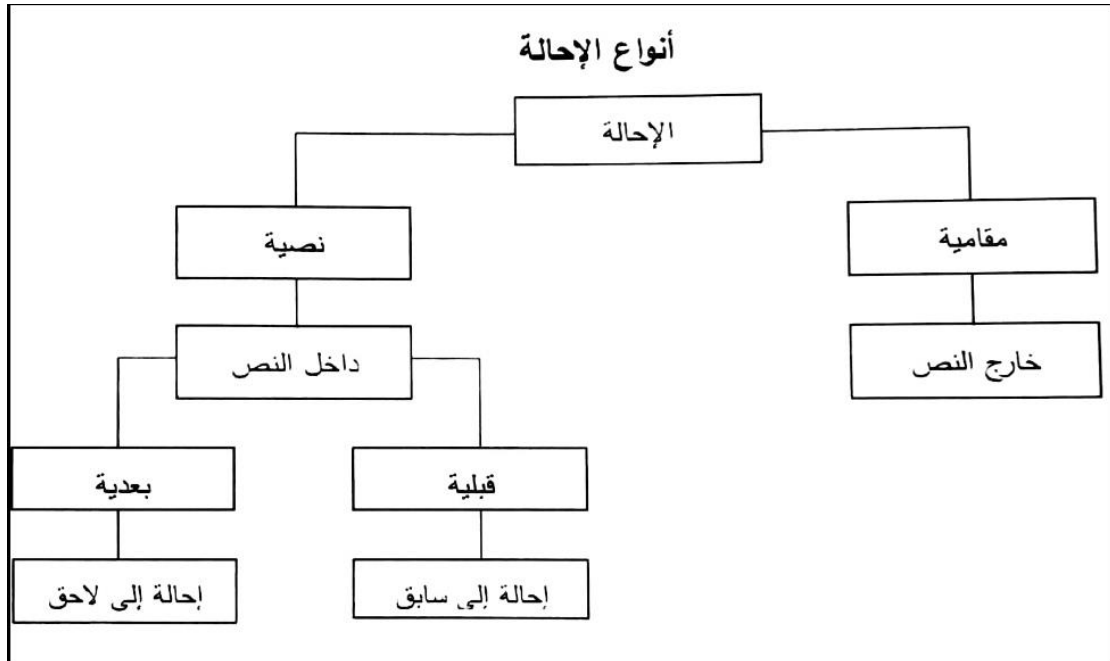 أنواع الإحالة
الإحالة
مقامية
نصية
خارج النص
داخل النص
قبلية
بعدية
إحالة إلى سابق
إحالة إلى لاحق